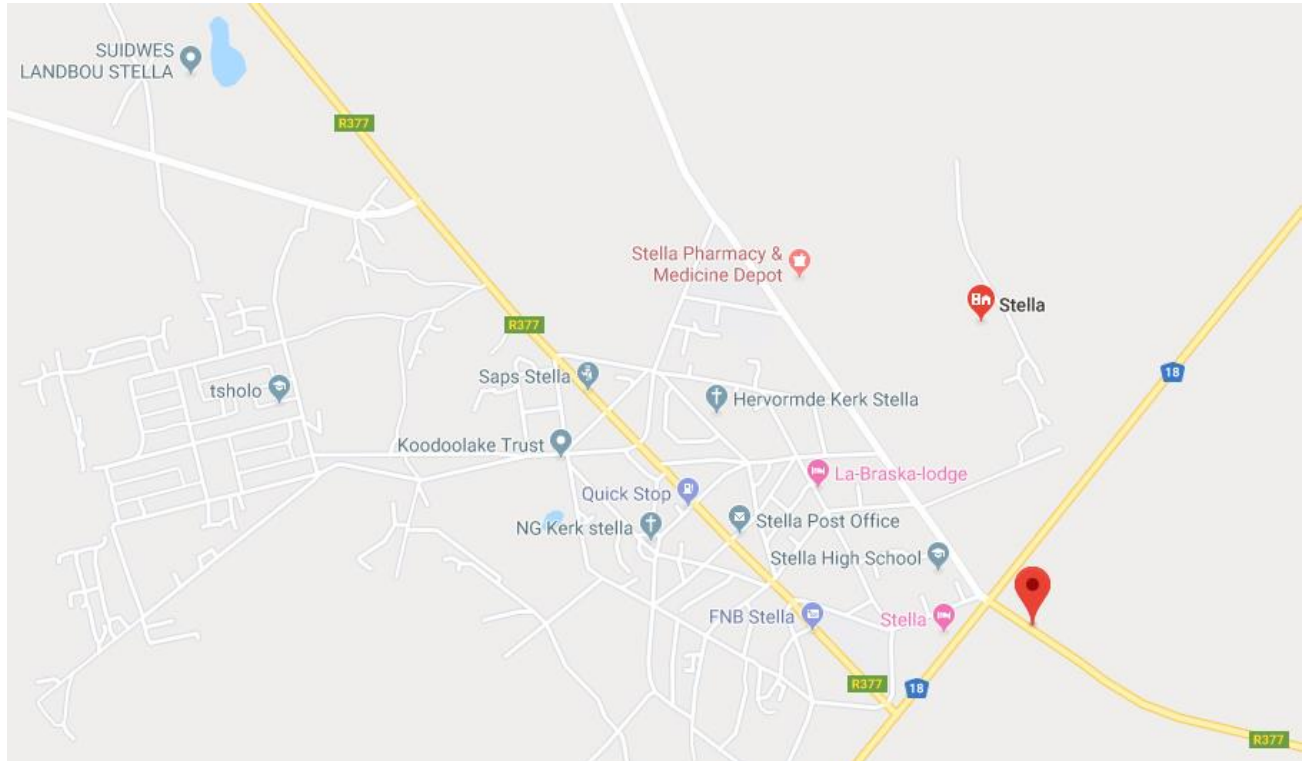 SUIDWES
LANDBOU STELLA
R377
Stella Pharmacy &
Medicine Depot
Stella
R377
18
Saps Stella
tsholo
Hervormde Kerk Stella
Koodoolake Trust
La-Braska-lodge
Quick Stop
Stella Post Office
NG Kerk stella
Stella High School
FNB Stella
Stella
R377
18
R377